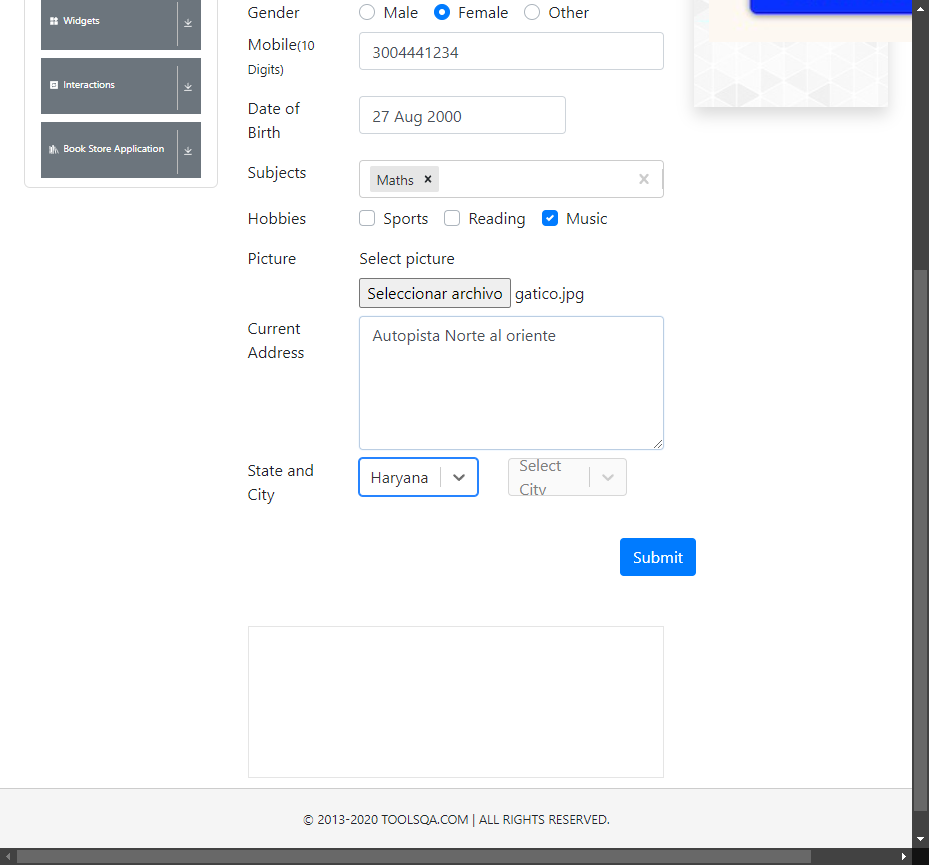 Widgets
Interactions
Book Store Application
Gender
Male
Female
Other
Mobile(10
Digits)
3004441234
Date of
Birth
27 Aug 2000
Subjects
Maths ×
×
Hobbies
Sports
Reading
Music
Picture
Select picture
Seleccionar archivo gatico.jpg
Current
Address
Autopista Norte al oriente
State and
City
Haryana
Select
City
Submit
© 2013-2020 TOOLSQA.COM | ALL RIGHTS RESERVED.